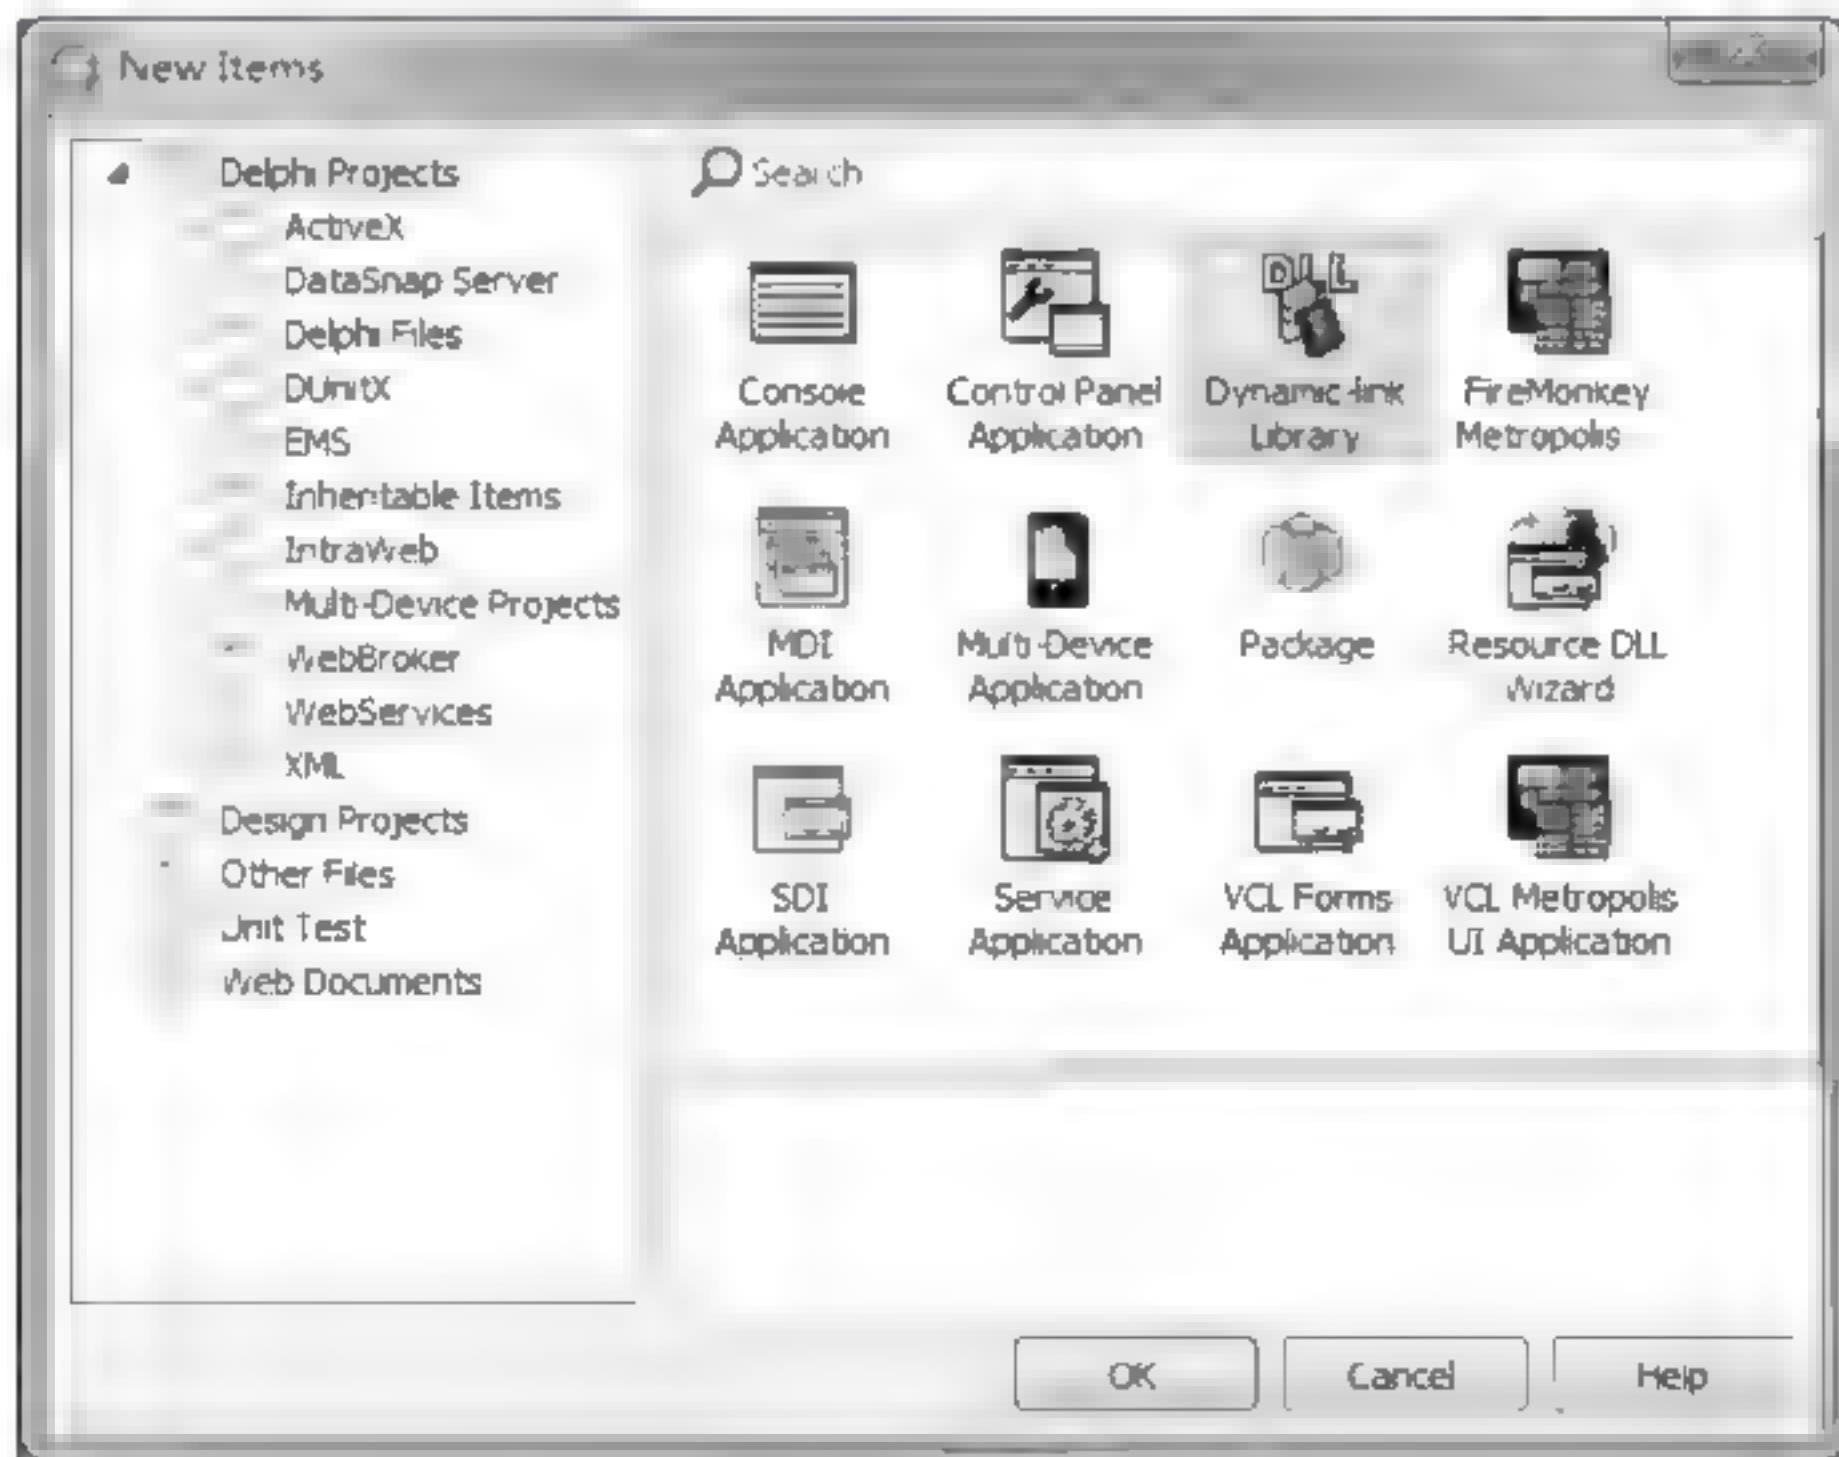 New Items
Delphi Projects
ActiveX
DataSnap Server
Delphi Files
DUnitX
EMS
Inheritable Items
IntraWeb
Multi-Device Projects
WebBroker
WebServices
XML
Design Projects
Other Files
Unit Test
Web Documents
Search
Console
Application
Control Panel
Application
DLL
Dynamic-link
Library
FireMonkey
Metropolis
MDI
Application
Multi-Device
Application
Package
Resource DLL
Wizard
SDI
Application
Service
Application
VCL Forms
Application
VCL Metropolis
UI Application
OK
Cancel
Help